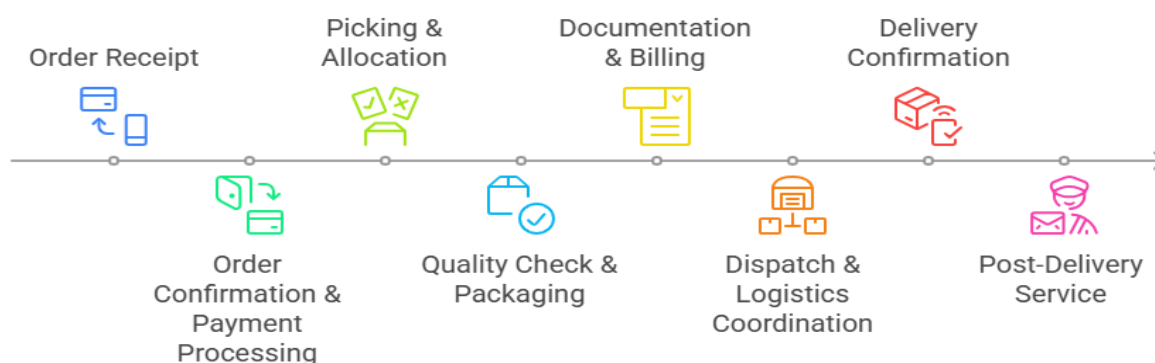 Order Receipt
Order
Confirmation &
Payment
Processing
Picking &
Allocation
Quality Check &
Packaging
Documentation
& Billing
Dispatch &
Logistics
Coordination
Delivery
Confirmation
Post-Delivery
Service